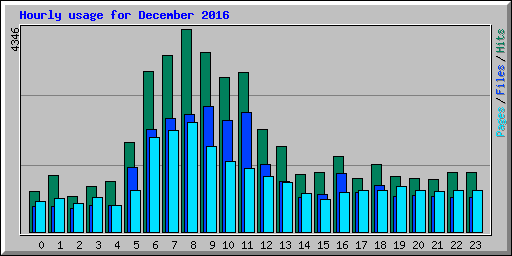 Hourly usage for December 2016
4346
Pages / Files / Hits
0 1 2 3 4 5 6 7 8 9 10 11 12 13 14 15 16 17 18 19 20 21 22 23